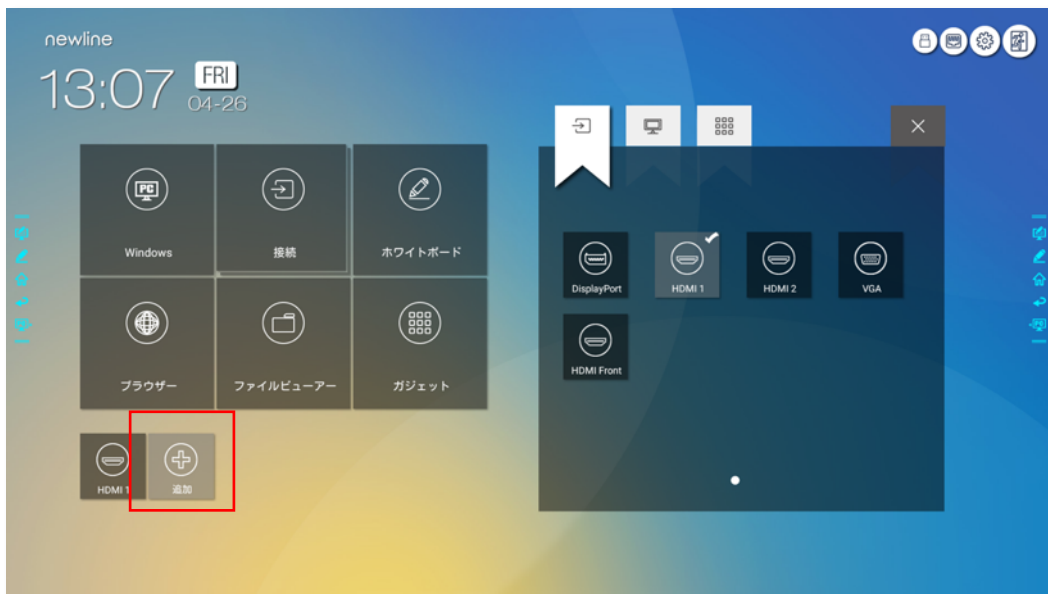 newline
13:07 FRI
04-26
Windows
接続
ホワイトボード
ブラウザー
ファイルビューアー
ガジェット
HDMI 1
追加
DisplayPort
HDMI 1
HDMI 2
VGA
HDMI Front